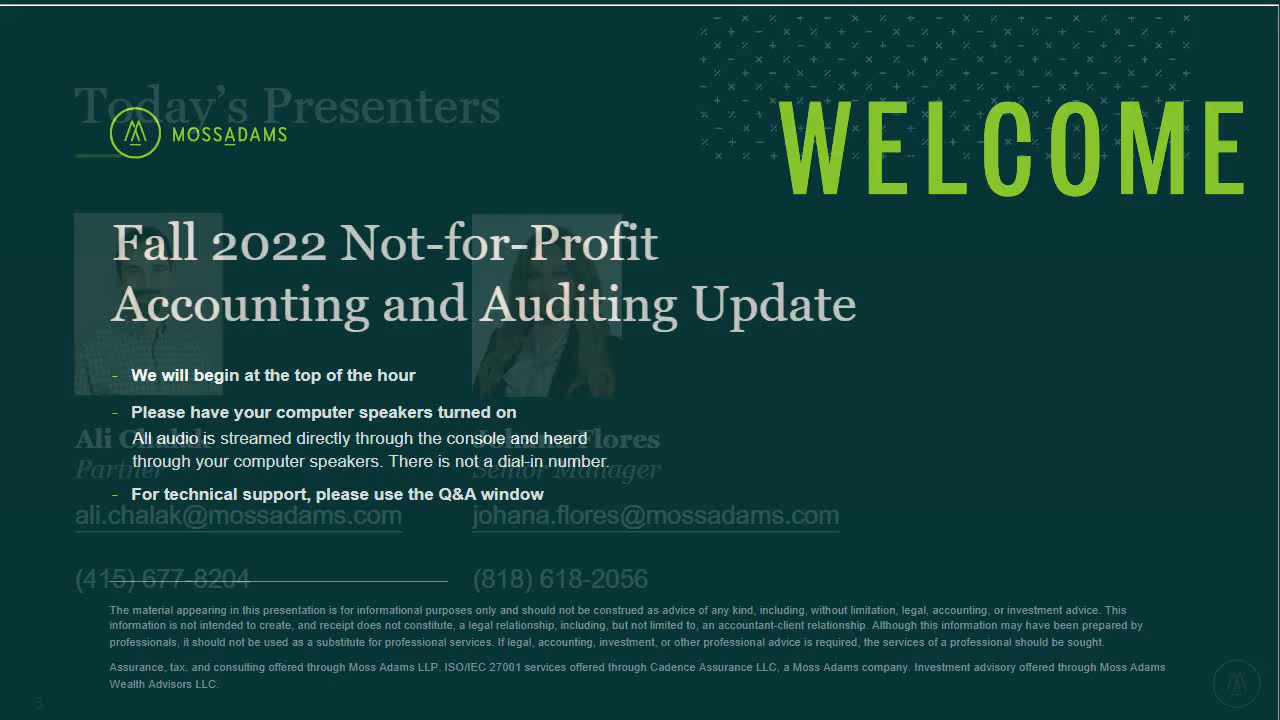 Today's Presenters
MOSSADAMS
WELCOME
Fall 2022 Not-for-Profit
Accounting and Auditing Update
- We will begin at the top of the hour
- Please have your computer speakers turned on
All audio is streamed directly through the console and heard
through your computer speakers. There is not a dial-in number.
- For technical support, please use the Q&A window
Ali Chalak
Johana Flores
Partner
Senior Manager
ali.chalak@mossadams.com
johana.flores@mossadams.com
(415) 677-8204
(818) 618-2056
The material appearing in this presentation is for informational purposes only and should not be construed as advice of any kind, including, without limitation, legal, accounting, or investment advice. This
information is not intended to create, and receipt does not constitute, a legal relationship, including, but not limited to, an accountant-client relationship. Although this information may have been prepared by
professionals, it should not be used as a substitute for professional services. If legal, accounting, investment, or other professional advice is required, the services of a professional should be sought.
Assurance, tax, and consulting offered through Moss Adams LLP. ISO/IEC 27001 services offered through Cadence Assurance LLC, a Moss Adams company. Investment advisory offered through Moss Adams
Wealth Advisors LLC.
3